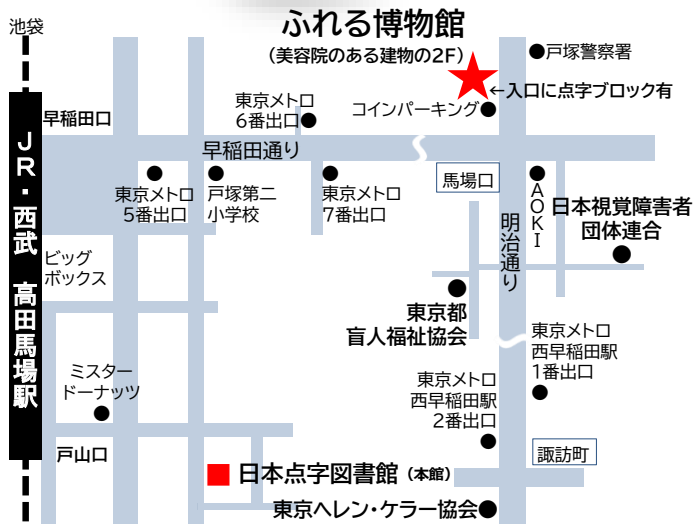 池袋
ふれる博物館
(美容院のある建物の2F)
戸塚警察署
←入口に点字ブロック有
東京メトロ
6番出口
コインパーキング
早稲田口
早稲田通り
JR・西武 高田馬場駅
東京メトロ
5番出口
戸塚第二
小学校
東京メトロ
7番出口
馬場口
AOKI
日本視覚障害者
団体連合
明治通り
ビッグ
ボックス
東京都
盲人福祉協会
東京メトロ
西早稲田駅
1番出口
ミスター
ドーナッツ
東京メトロ
西早稲田駅
2番出口
戸山口
諏訪町
日本点字図書館(本館)
東京ヘレン・ケラー協会